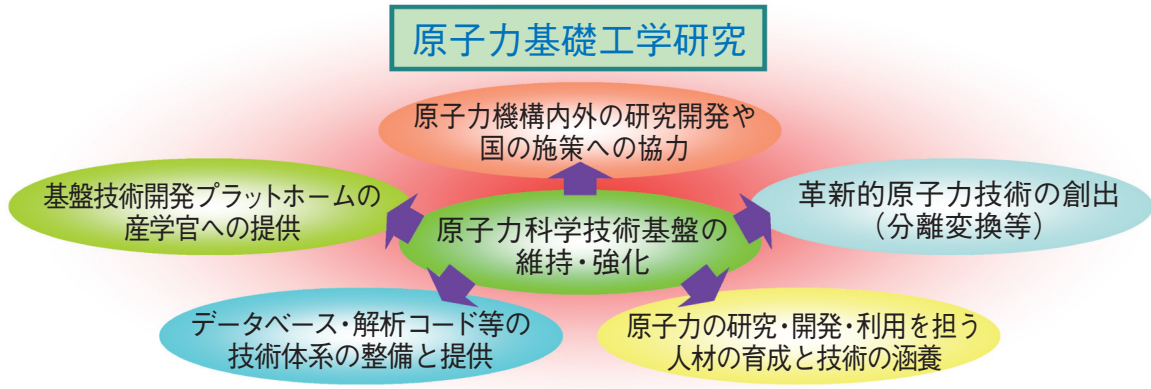 原子力基礎工学研究
原子力機構内外の研究開発や
国の施策への協力
基盤技術開発プラットホームの
産学官への提供
原子力科学技術基盤の
維持・強化
革新的原子力技術の創出
（分離変換等）
データベース・解析コード等の
技術体系の整備と提供
原子力の研究・開発・利用を担う
人材の育成と技術の涵養